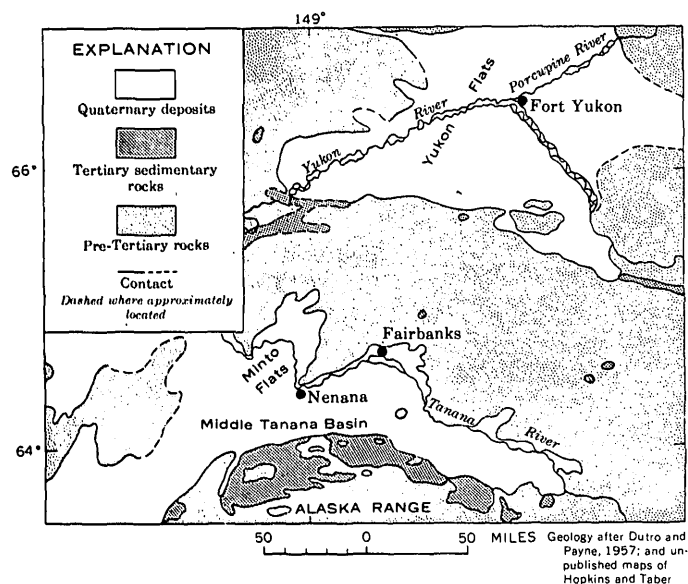 149°
EXPLANATION
Quaternary deposits
Tertiary sedimentary
rocks
Pre-Tertiary rocks
Contact
Dashed where approximately
located
66°
64°
Porcupine River
Flats
Fort Yukon
River
Yukon
Yukon
Fairbanks
Minto
Flats
Nenana
Tanana
River
Middle Tanana Basin
ALASKA RANGE
50 0 50 MILES
Geology after Dutro and
Payne, 1957; and un-
published maps of
Hopkins and Taber